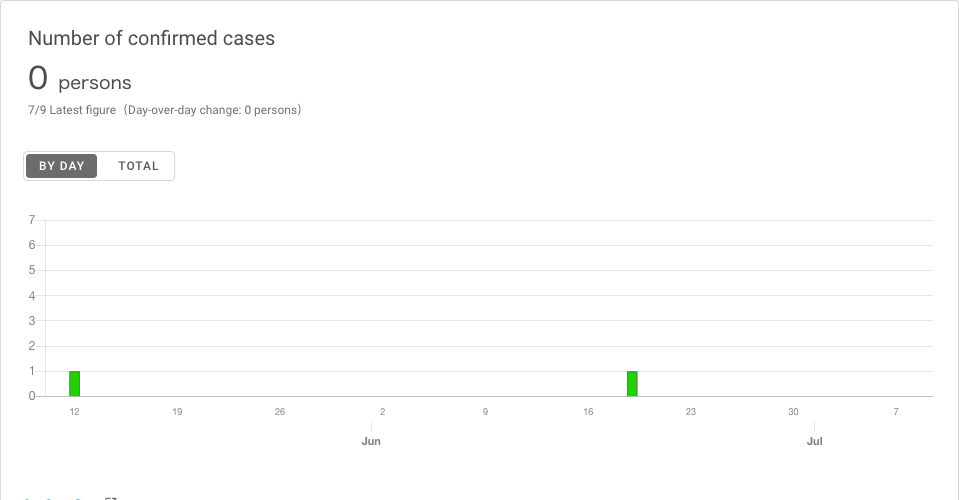 Number of confirmed cases
0 persons
7/9 Latest figure（Day-over-day change: 0 persons）
BY DAY TOTAL
7
6
5
4
3
2
1
0
12 19 26 2 9 16 23 30 7
Jun Jul